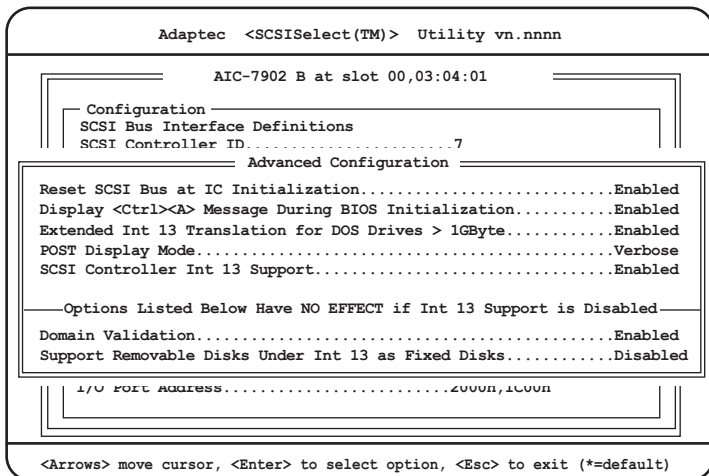 Adaptec <SCSISelect(TM)> Utility vn.nnnn
AIC-7902 B at slot 00,03:04:01
Configuration
SCSI Bus Interface Definitions
SCSI Controller ID.......................7
Advanced Configuration
Reset SCSI Bus at IC Initialization............................Enabled
Display <Ctrl><A> Message During BIOS Initialization...........Enabled
Extended Int 13 Translation for DOS Drives > 1GByte............Enabled
POST Display Mode..............................................Verbose
SCSI Controller Int 13 Support.................................Enabled
Options Listed Below Have NO EFFECT if Int 13 Support is Disabled
Domain Validation..............................................Enabled
Support Removable Disks Under Int 13 as Fixed Disks............Disabled
I/O Port Address.........................2000h,1C00h
<Arrows> move cursor, <Enter> to select option, <Esc> to exit (*=default)